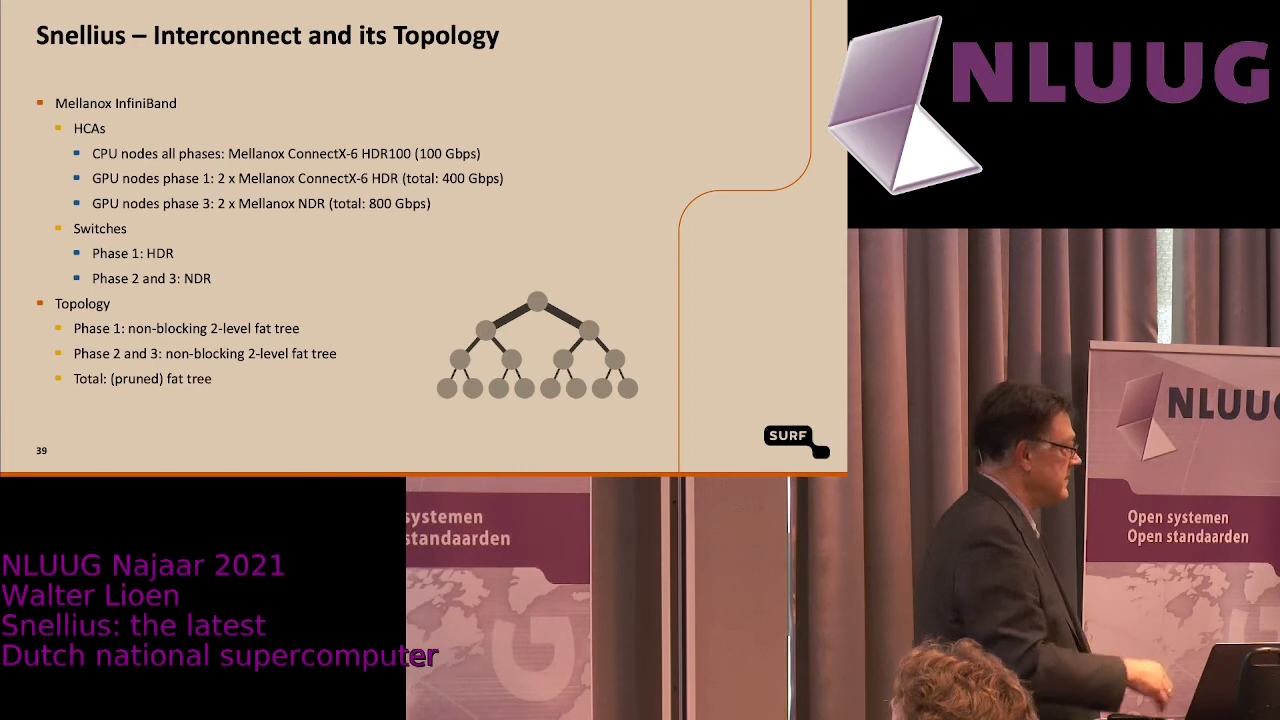 Snellius – Interconnect and its Topology
Mellanox InfiniBand
HCAs
CPU nodes all phases: Mellanox ConnectX-6 HDR100 (100 Gbps)
GPU nodes phase 1: 2 x Mellanox ConnectX-6 HDR (total: 400 Gbps)
GPU nodes phase 3: 2 x Mellanox NDR (total: 800 Gbps)
Switches
Phase 1: HDR
Phase 2 and 3: NDR
Topology
Phase 1: non-blocking 2-level fat tree
Phase 2 and 3: non-blocking 2-level fat tree
Total: (pruned) fat tree
39
SURF
NLUUG
NLUUG
Open systemen
Open standaarden
systemen
standaarden
G
NLUUG Najaar 2021
Walter Lioen
Snellius: the latest
Dutch national supercomputer